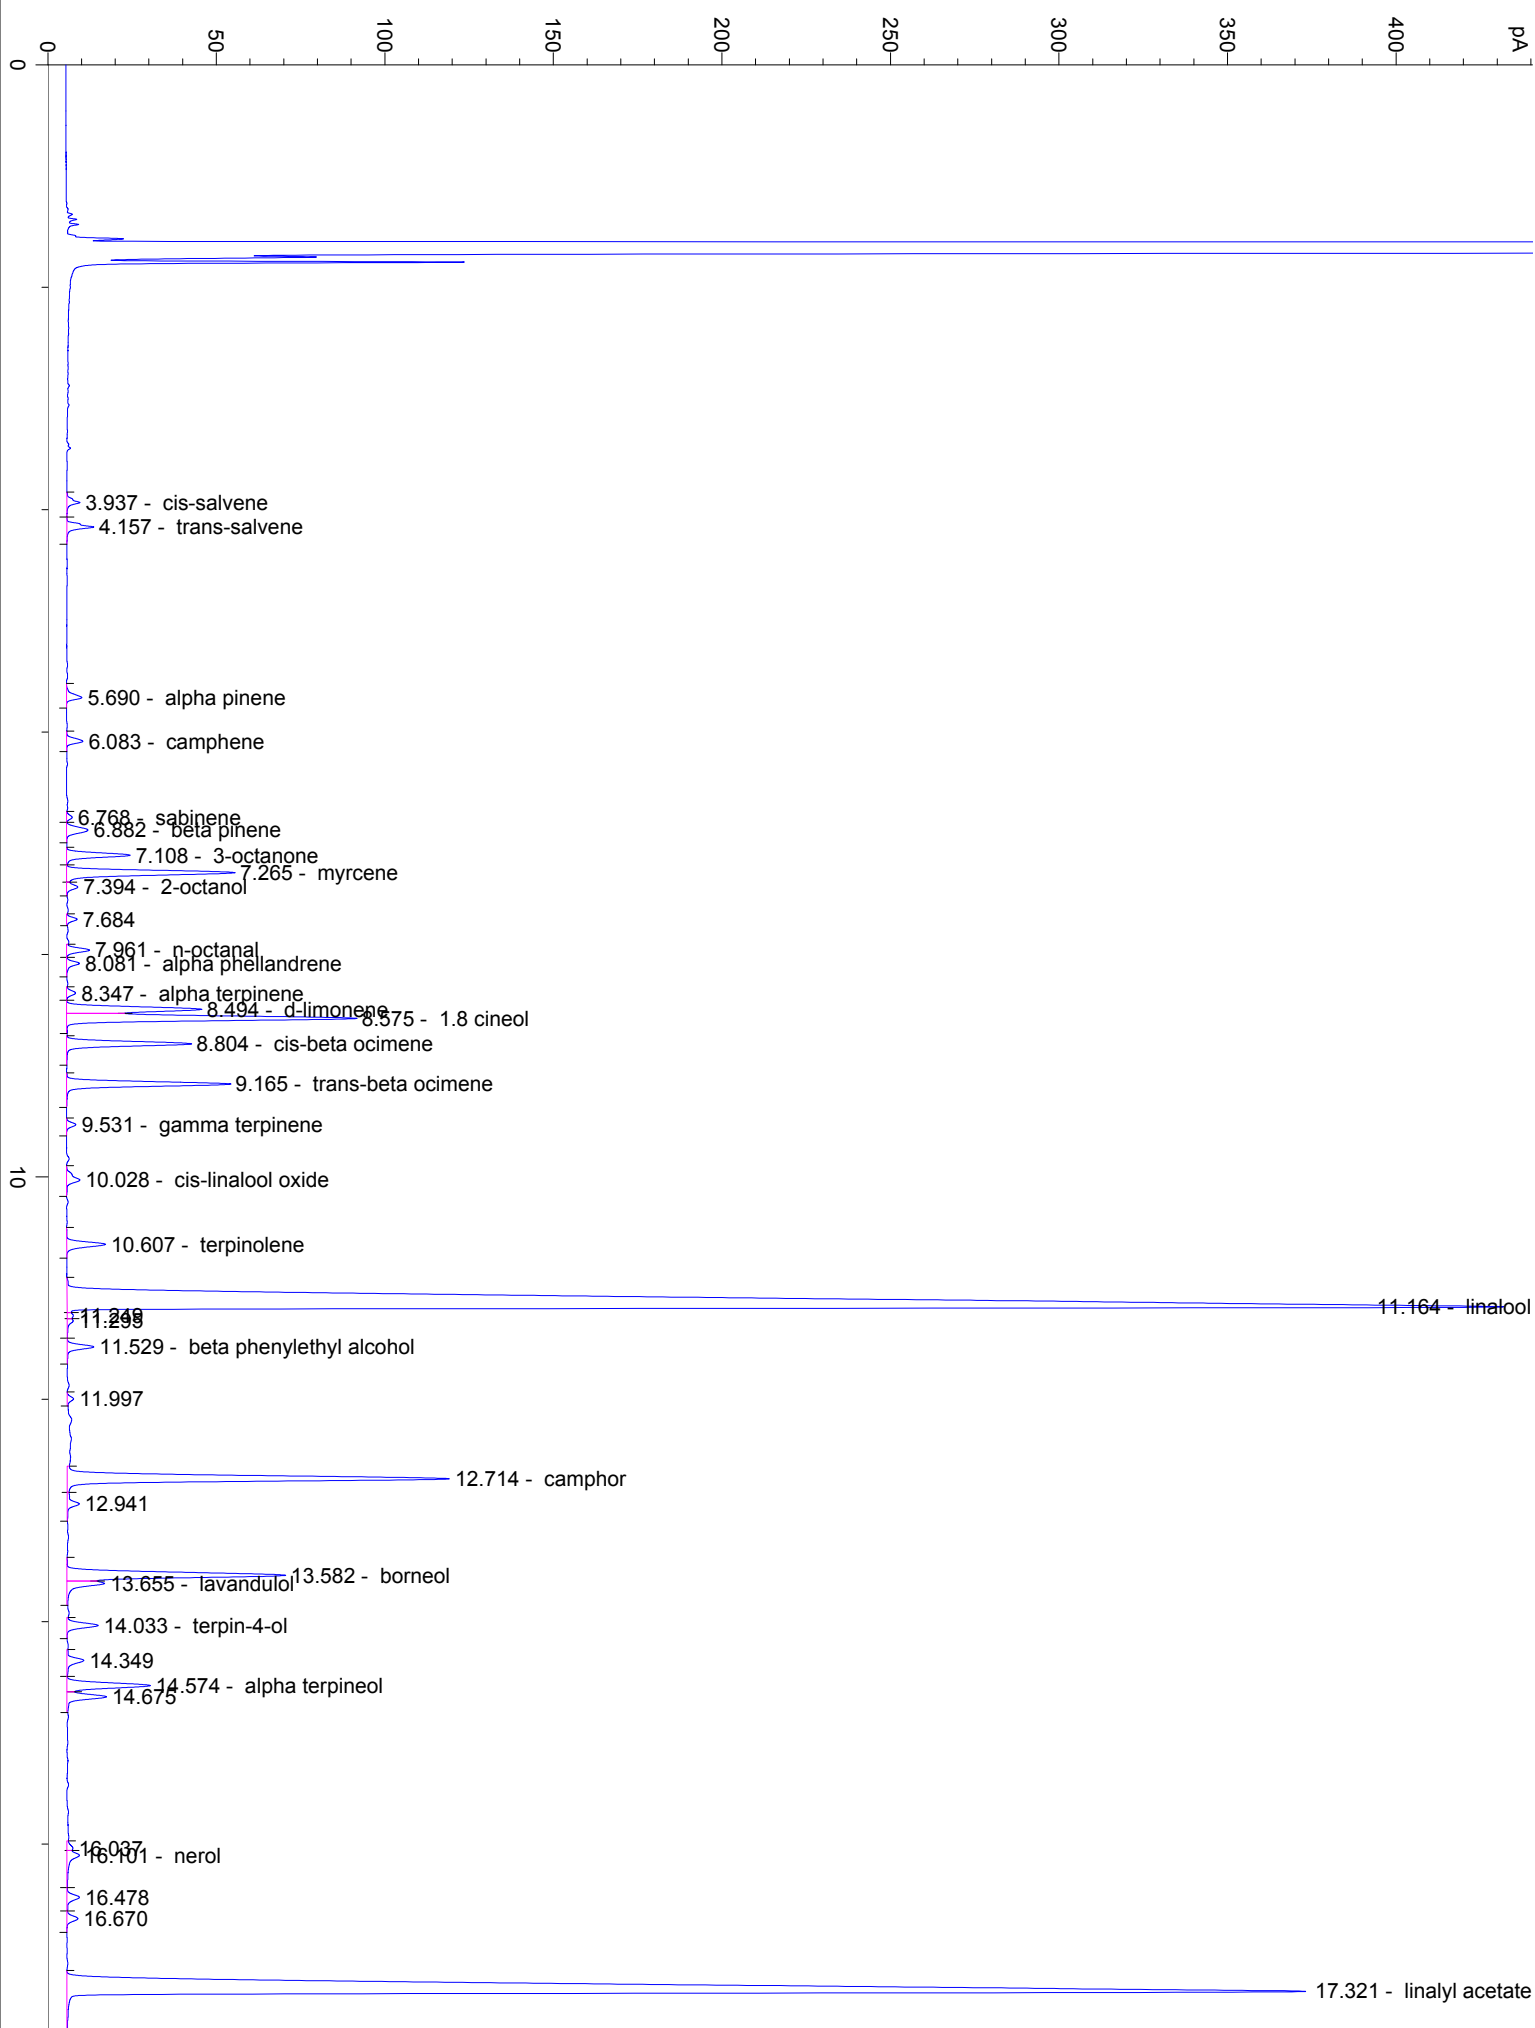 pA
0
50
100
150
200
250
300
350
400
0
3.937 - cis-salvene
4.157 - trans-salvene
5.690 - alpha pinene
6.083 - camphene
6.768 - sabinene
6.882 - beta pinene
7.108 - 3-octanone
7.265 - myrcene
7.394 - 2-octanol
7.684
7.961 - n-octanal
8.081 - alpha phellandrene
8.347 - alpha terpinene
8.494 - d-limonene
8.575 - 1.8 cineol
8.804 - cis-beta ocimene
9.165 - trans-beta ocimene
9.531 - gamma terpinene
10
10.028 - cis-linalool oxide
10.607 - terpinolene
11.164 - linalool
11.249
11.295
11.529 - beta phenylethyl alcohol
11.997
12.714 - camphor
12.941
13.582 - borneol
13.655 - lavandulol
14.033 - terpin-4-ol
14.349
14.574 - alpha terpineol
14.675
16.037
16.101 - nerol
16.478
16.670
17.321 - linalyl acetate